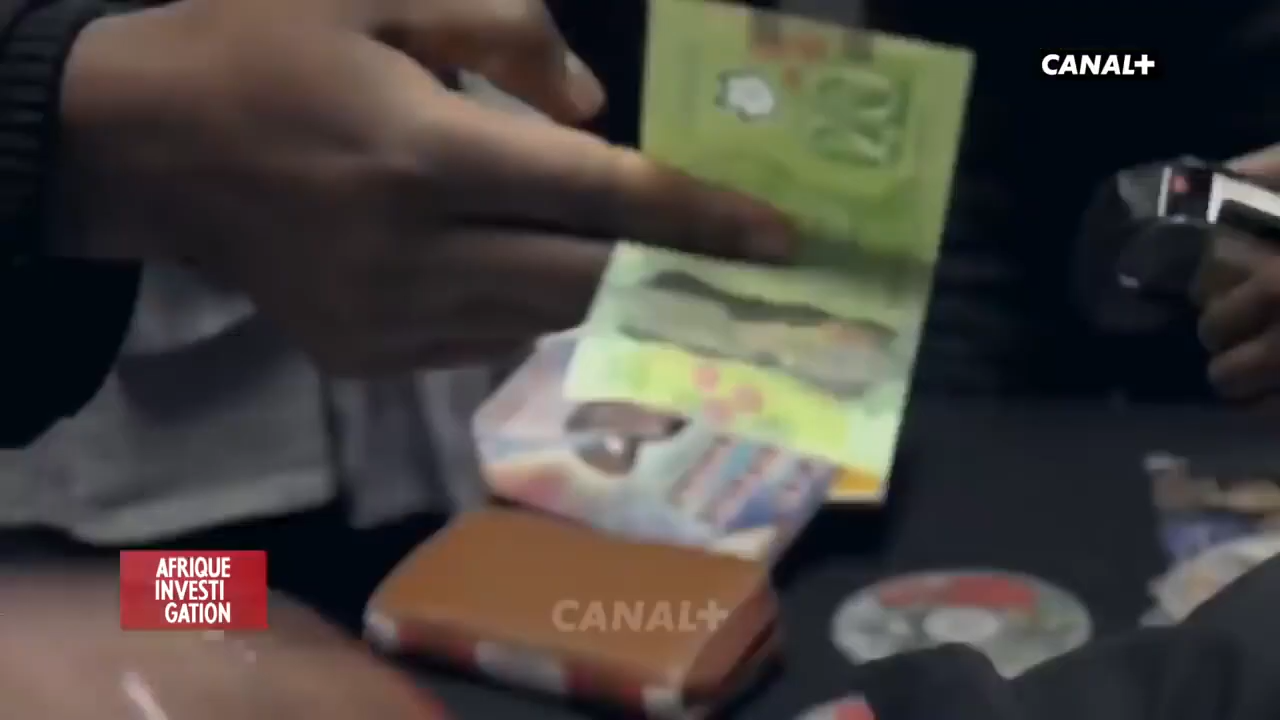 CANAL+
AFRIQUE
INVESTI
GATION
CANAL+